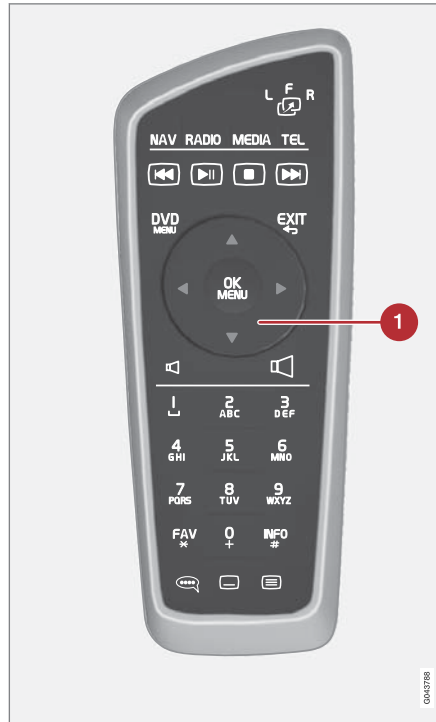 L F R
NAV RADIO MEDIA TEL
DVD EXIT
MENU
OK
MENU
1
1 2 3
ABC DEF
4 5 6
GHI JKL MNO
7 8 9
PQRS TUV WXYZ
FAV 0 INFO
* + #
G043788